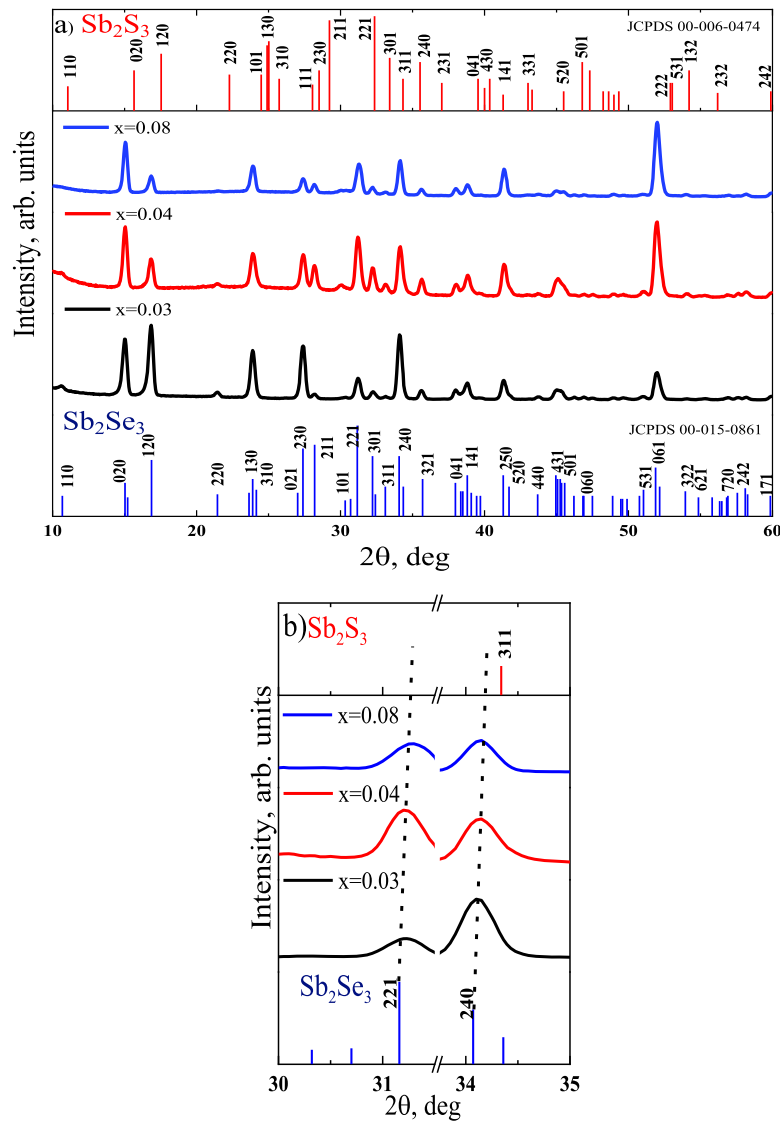 a) Sb₂S₃
JCPDS 00-006-0474
110 020 120 220 101 130 310 111 230 211 221 301 311 240 231 041 430 141 331 520 501 222 531 132 232 242
x=0.08
x=0.04
x=0.03
Intensity, arb. units
Sb₂Se₃
JCPDS 00-015-0861
110 020 120 220 130 310 021 230 211 101 221 301 311 240 321 041 141 250 520 440 431 501 060 531 061 322 621 720 242 171
10 20 30 40 50 60
2θ, deg
b)Sb₂S₃
311
x=0.08
x=0.04
x=0.03
Intensity, arb. units
Sb₂Se₃
221 240
30 31 34 35
2θ, deg